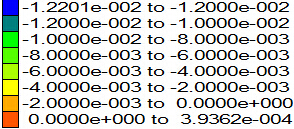 -1.2201e-002 to -1.2000e-002
-1.2000e-002 to -1.0000e-002
-1.0000e-002 to -8.0000e-003
-8.0000e-003 to -6.0000e-003
-6.0000e-003 to -4.0000e-003
-4.0000e-003 to -2.0000e-003
-2.0000e-003 to 0.0000e+000
0.0000e+000 to 3.9362e-004